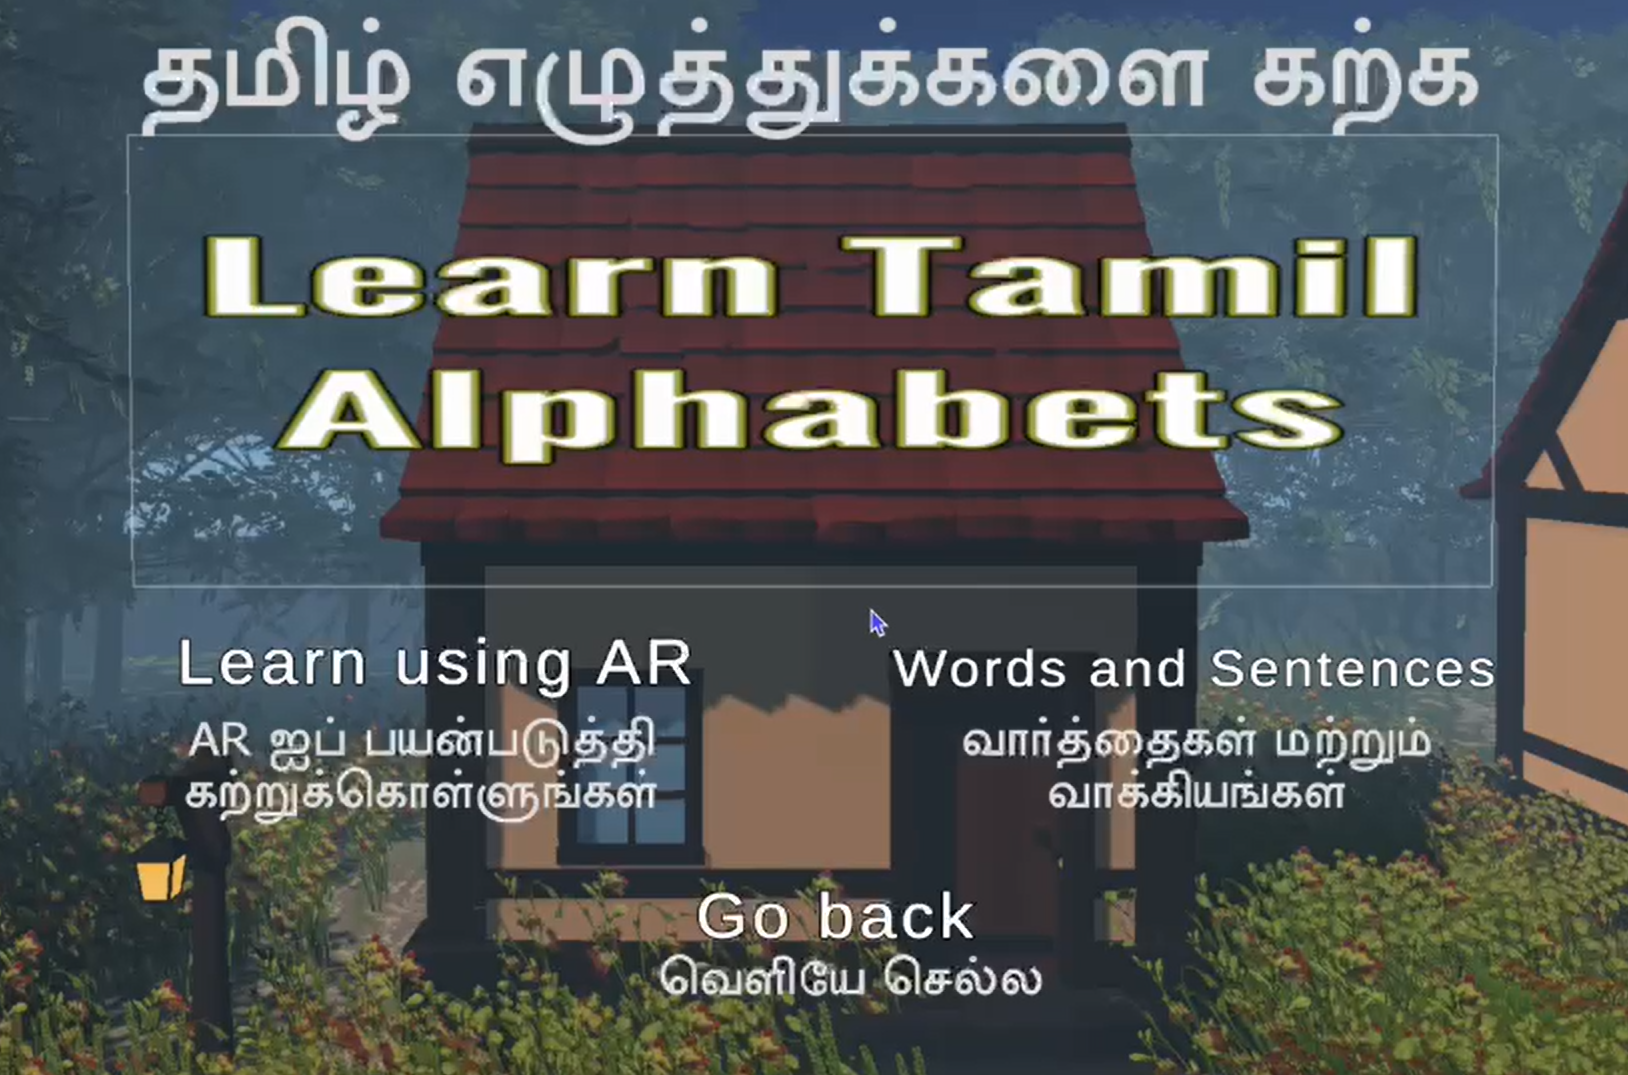 தமிழ் எழுத்துக்களை கற்க
Learn Tamil
Alphabets
Learn using AR
AR ஐப் பயன்படுத்தி
கற்றுக்கொள்ளுங்கள்
Words and Sentences
வார்த்தைகள் மற்றும்
வாக்கியங்கள்
Go back
வெளியே செல்ல